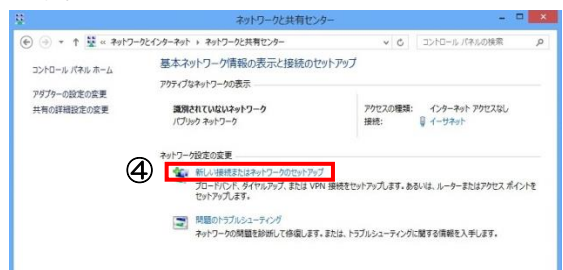 ネットワークと共有センター
« ネットワークとインターネット › ネットワークと共有センター
コントロール パネルの検索
コントロール パネル ホーム
アダプターの設定の変更
共有の詳細設定の変更
基本ネットワーク情報の表示と接続のセットアップ
アクティブなネットワークの表示
識別されていないネットワーク
パブリック ネットワーク
アクセスの種類: インターネット アクセスなし
接続: イーサネット
ネットワーク設定の変更
④
新しい接続またはネットワークのセットアップ
ブロードバンド、ダイヤルアップ、または VPN 接続をセットアップします。あるいは、ルーターまたはアクセス ポイントを
セットアップします。
問題のトラブルシューティング
ネットワークの問題を診断して修復します。または、トラブルシューティングに関する情報を入手します。